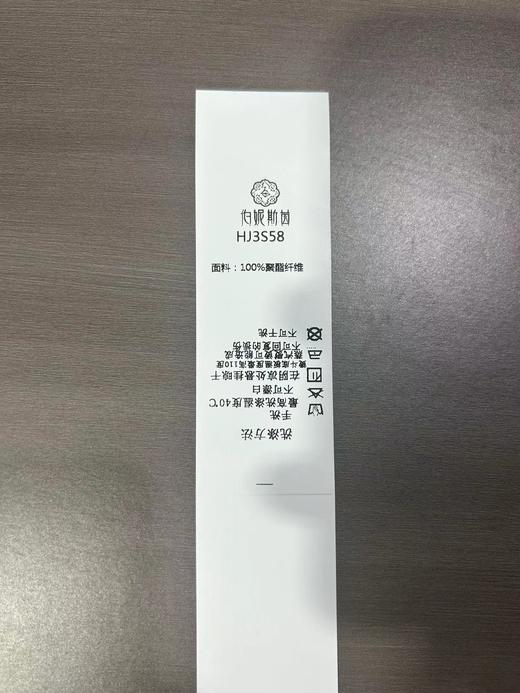 伯妮斯茵
HJ3S58
面料：100%聚酯纤维
洗涤方法
手洗
最高洗涤温度40℃
不可漂白
在阴凉处悬挂晾干
熨斗底板温度最高110度
蒸汽熨烫可能造成
不可回复的损伤
不可干洗